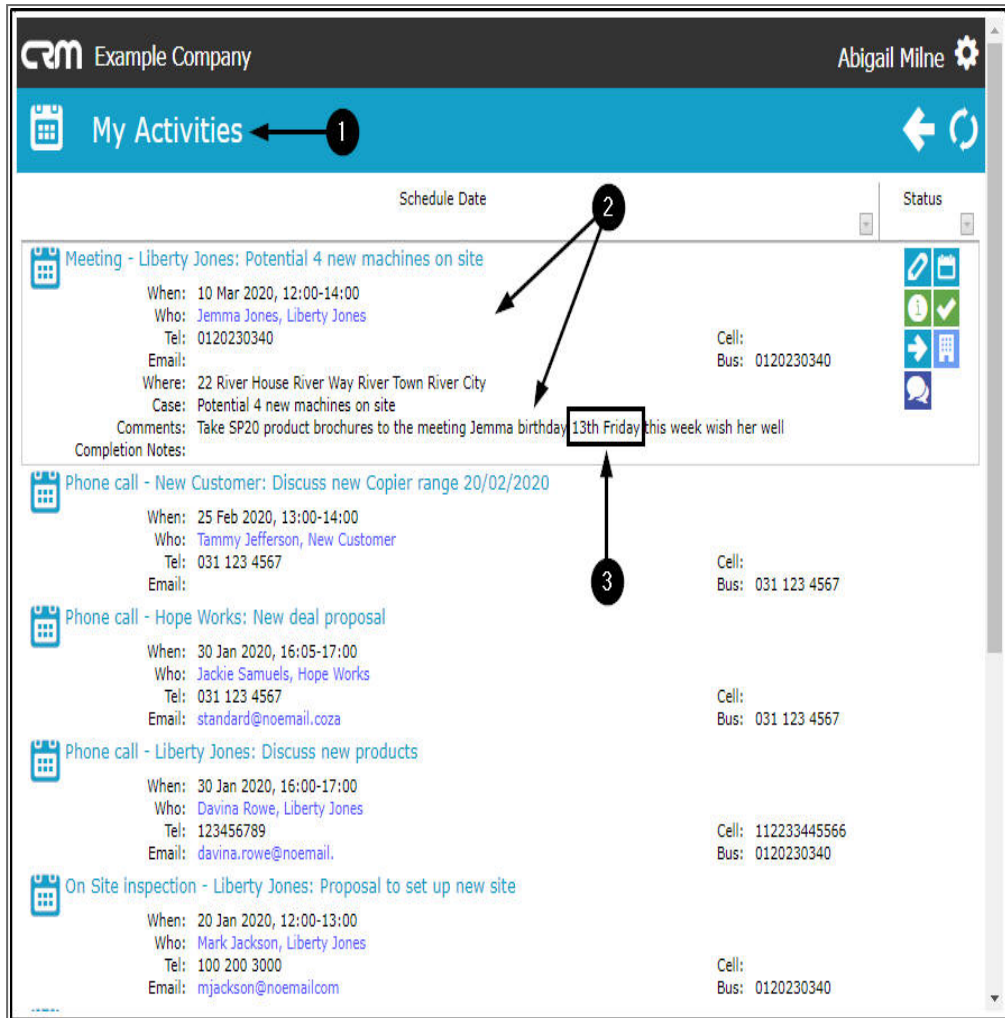 CRM Example Company Abigail Milne
My Activities 1
Schedule Date Status
2
Meeting - Liberty Jones: Potential 4 new machines on site
When: 10 Mar 2020, 12:00-14:00
Who: Jemma Jones, Liberty Jones
Tel: 0120230340 Cell:
Email: Bus: 0120230340
Where: 22 River House River Way River Town River City
Case: Potential 4 new machines on site
Comments: Take SP20 product brochures to the meeting Jemma birthday 13th Friday this week wish her well
Completion Notes:
Phone call - New Customer: Discuss new Copier range 20/02/2020
When: 25 Feb 2020, 13:00-14:00
Who: Tammy Jefferson, New Customer
Tel: 031 123 4567 Cell:
Email: Bus: 031 123 4567
3
Phone call - Hope Works: New deal proposal
When: 30 Jan 2020, 16:05-17:00
Who: Jackie Samuels, Hope Works
Tel: 031 123 4567 Cell:
Email: standard@noemail.coza Bus: 031 123 4567
Phone call - Liberty Jones: Discuss new products
When: 30 Jan 2020, 16:00-17:00
Who: Davina Rowe, Liberty Jones
Tel: 123456789 Cell: 112233445566
Email: davina.rowe@noemail. Bus: 0120230340
On Site inspection - Liberty Jones: Proposal to set up new site
When: 20 Jan 2020, 12:00-13:00
Who: Mark Jackson, Liberty Jones
Tel: 100 200 3000 Cell:
Email: mjackson@noemailcom Bus: 0120230340